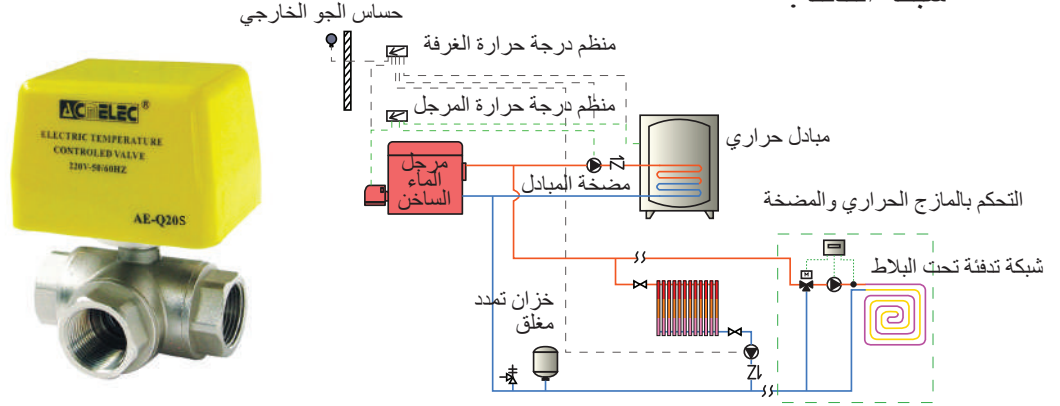 حساس الجو الخارجي
منظم درجة حرارة الغرفة
منظم درجة حرارة المرجل
مبادل حراري
مرجل
الماء
الساخن
مضخة المبادل
التحكم بالمازج الحراري والمضخة
M
شبكة تدفئة تحت البلاط
خزان تمدد
مغلق
ACELEC®
ELECTRIC TEMPERATURE
CONTROLED VALVE
220V-50/60HZ
AE-Q20S